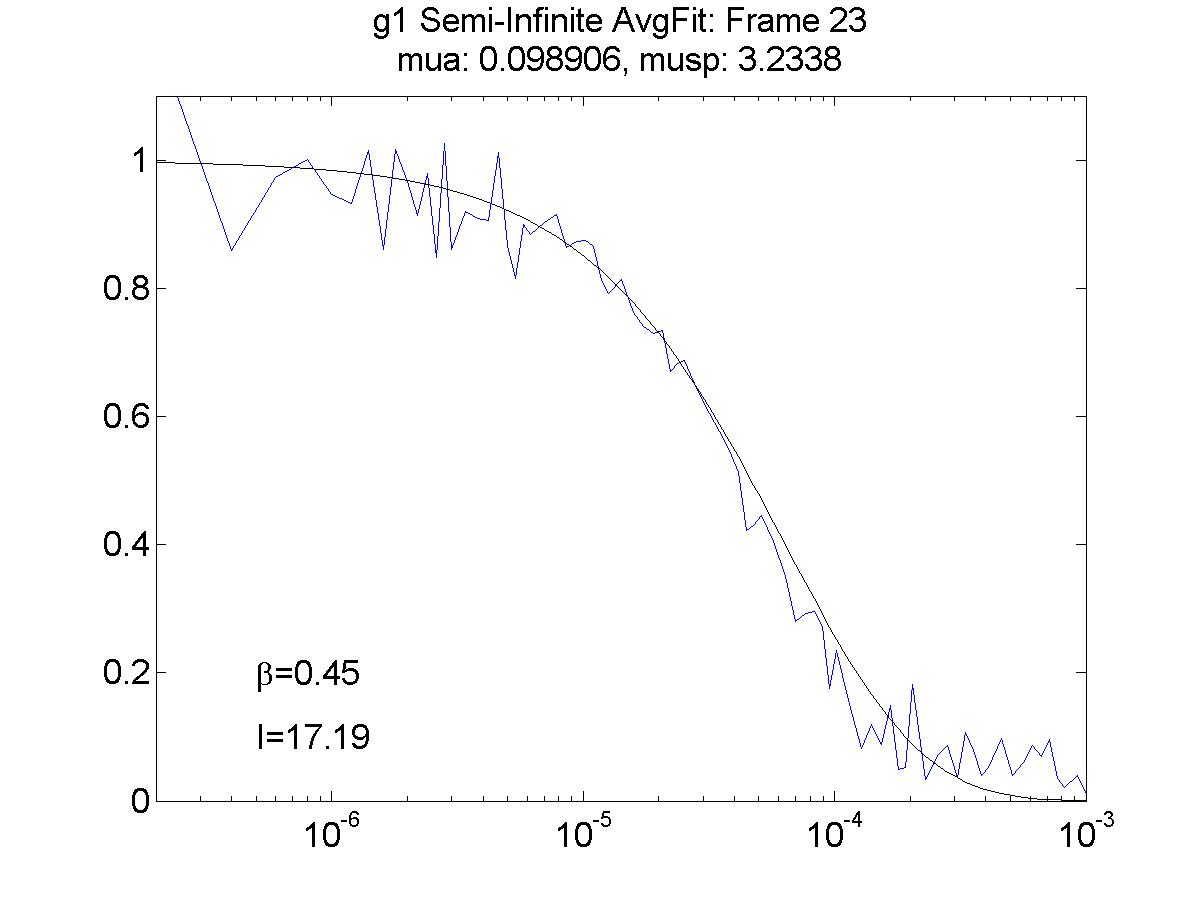 g1 Semi-Infinite AvgFit: Frame 23
mua: 0.098906, musp: 3.2338
1
0.8
0.6
0.4
0.2
0
β=0.45
I=17.19
10^-6
10^-5
10^-4
10^-3